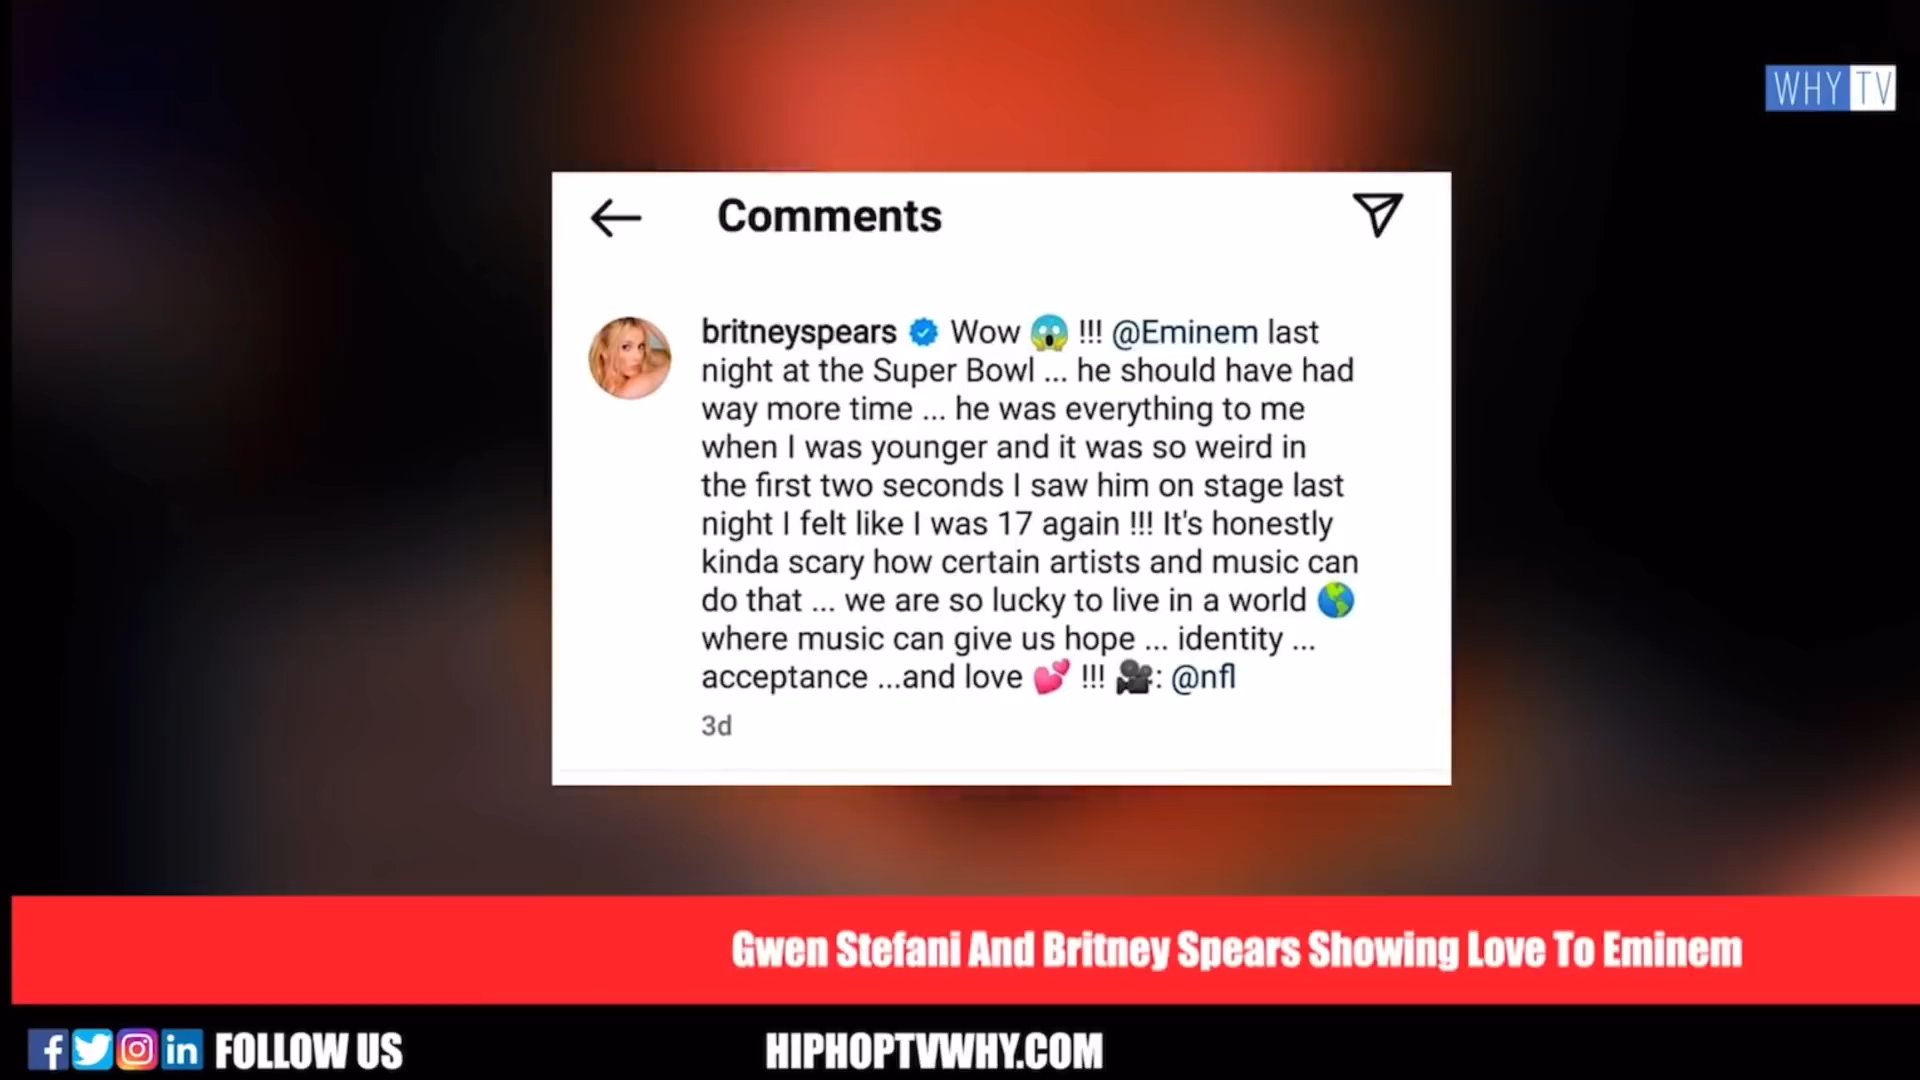 WHY TV
Comments
britneyspears Wow 😱 !!! @Eminem last
night at the Super Bowl ... he should have had
way more time ... he was everything to me
when I was younger and it was so weird in
the first two seconds I saw him on stage last
night I felt like I was 17 again !!! It's honestly
kinda scary how certain artists and music can
do that ... we are so lucky to live in a world 🌎
where music can give us hope ... identity ...
acceptance ...and love 💕 !!! 🎥: @nfl
3d
Gwen Stefani And Britney Spears Showing Love To Eminem
FOLLOW US
HIPHOPTVWHY.COM